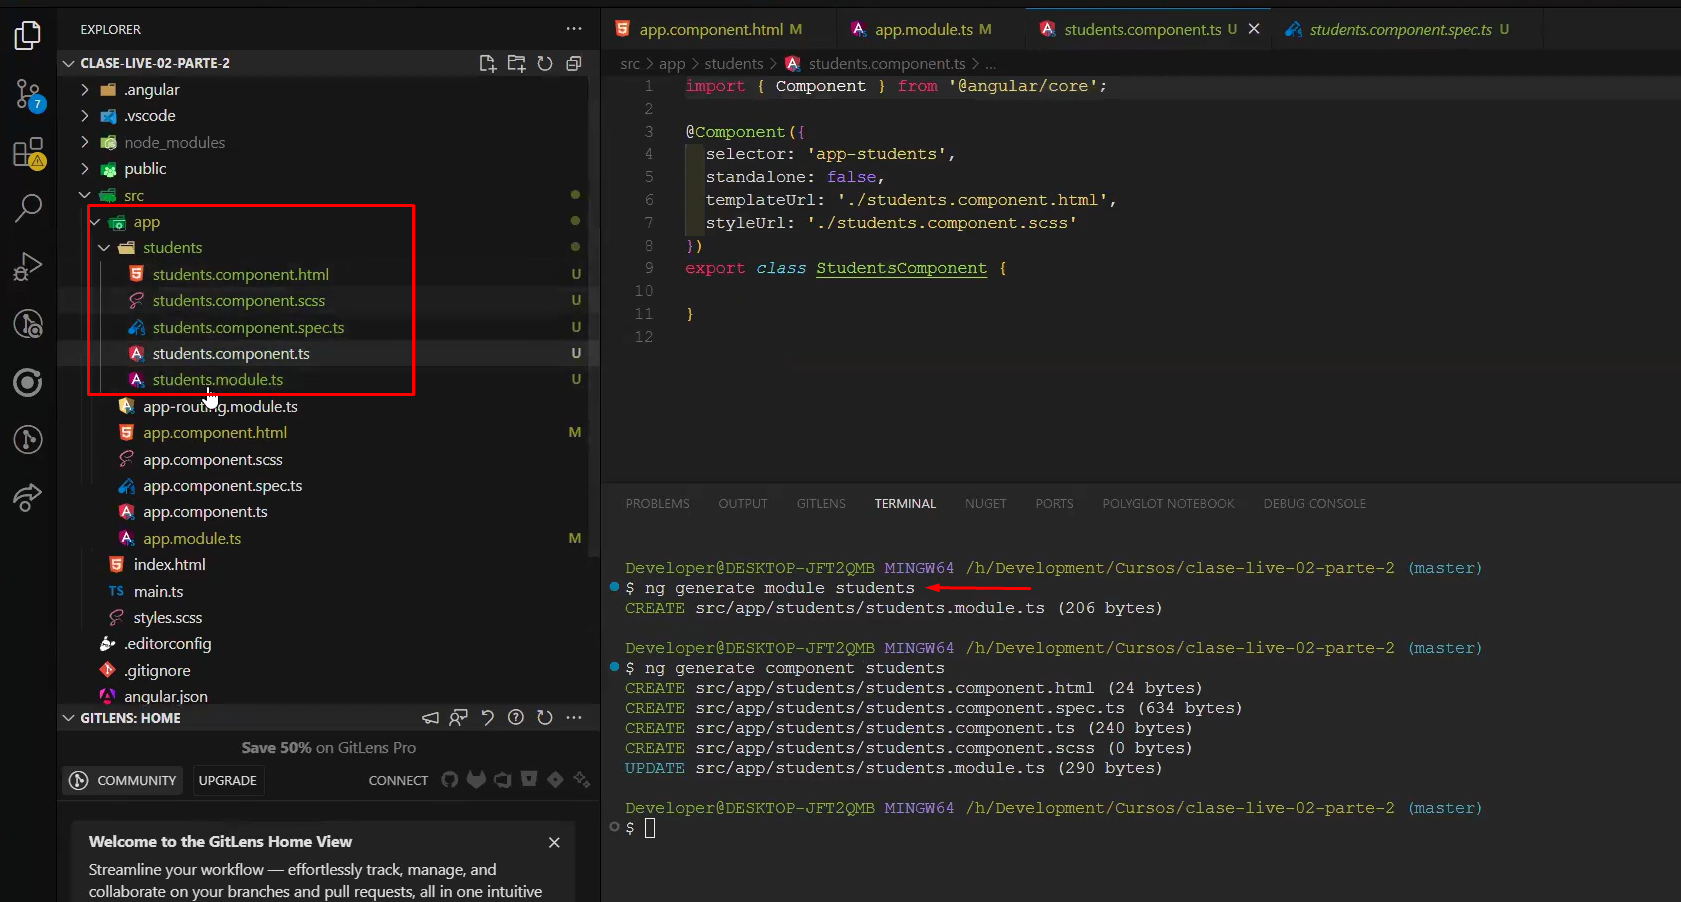 EXPLORER
CLASE-LIVE-02-PARTE-2
.angular
.vscode
node_modules
public
src
app
students
students.component.html U
students.component.scss U
students.component.spec.ts U
students.component.ts U
students.module.ts U
app-routing.module.ts
app.component.html M
app.component.scss
app.component.spec.ts
app.component.ts
app.module.ts M
index.html
TS main.ts
styles.scss
.editorconfig
.gitignore
angular.json
7
GITLENS: HOME
Save 50% on GitLens Pro
COMMUNITY UPGRADE CONNECT
Welcome to the GitLens Home View
Streamline your workflow — effortlessly track, manage, and
collaborate on your branches and pull requests, all in one intuitive
app.component.html M app.module.ts M students.component.ts U students.component.spec.ts U
src > app > students > students.component.ts > ...
1 import { Component } from '@angular/core';
2
3 @Component({
4 selector: 'app-students',
5 standalone: false,
6 templateUrl: './students.component.html',
7 styleUrl: './students.component.scss'
8 })
9 export class StudentsComponent {
10
11 }
12
PROBLEMS OUTPUT GITLENS TERMINAL NUGET PORTS POLYGLOT NOTEBOOK DEBUG CONSOLE
Developer@DESKTOP-JFT2QMB MINGW64 /h/Development/Cursos/clase-live-02-parte-2 (master)
$ ng generate module students
CREATE src/app/students/students.module.ts (206 bytes)
Developer@DESKTOP-JFT2QMB MINGW64 /h/Development/Cursos/clase-live-02-parte-2 (master)
$ ng generate component students
CREATE src/app/students/students.component.html (24 bytes)
CREATE src/app/students/students.component.spec.ts (634 bytes)
CREATE src/app/students/students.component.ts (240 bytes)
CREATE src/app/students/students.component.scss (0 bytes)
UPDATE src/app/students/students.module.ts (290 bytes)
Developer@DESKTOP-JFT2QMB MINGW64 /h/Development/Cursos/clase-live-02-parte-2 (master)
$